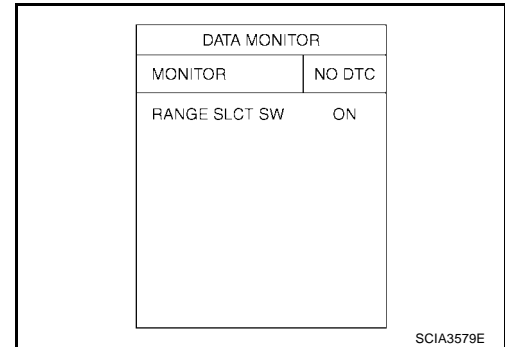 DATA MONITOR
MONITOR NO DTC
RANGE SLCT SW ON
SCIA3579E